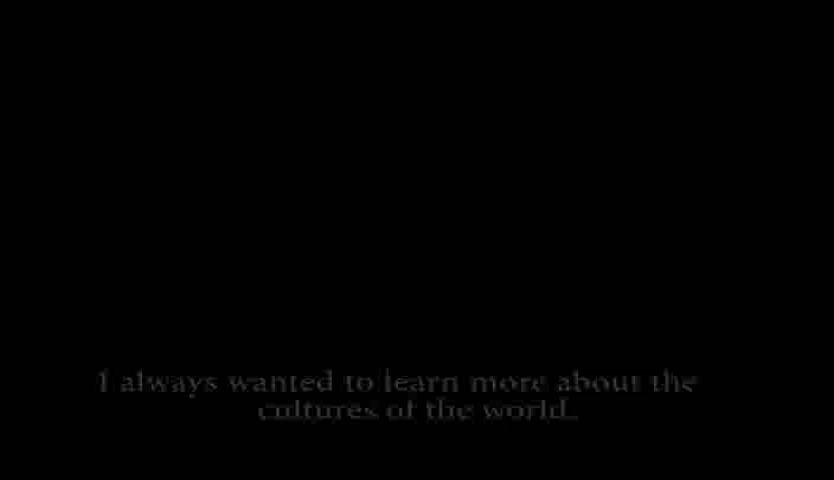 I always wanted to learn more about the
cultures of the world.